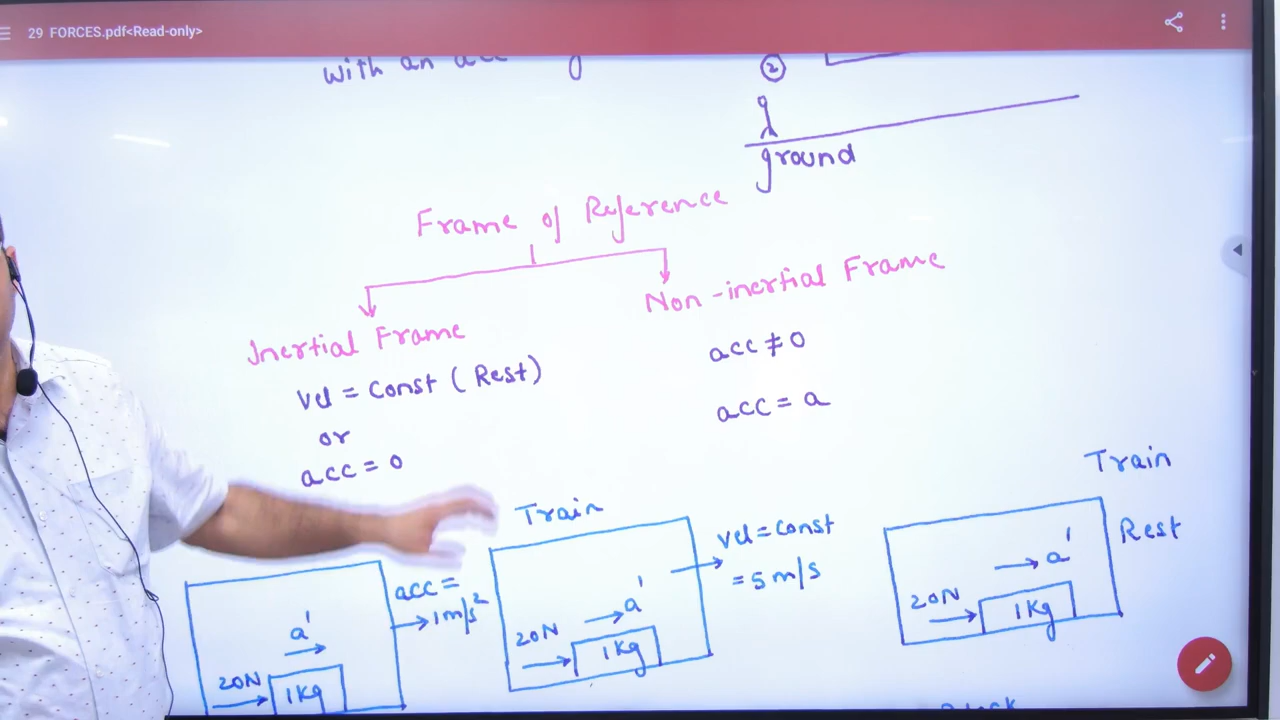 29 FORCES.pdf<Read-only>
With an acc
2
ground
Frame of Reference
Inertial Frame
Non-inertial Frame
vel = Const (Rest)
or
acc = 0
acc ≠ 0
acc = a
acc =
1 m/s²
a'
20N
1Kg
Train
vel = Const
= 5 m/s
a'
20N
1Kg
Train
Rest
a'
20N
1Kg